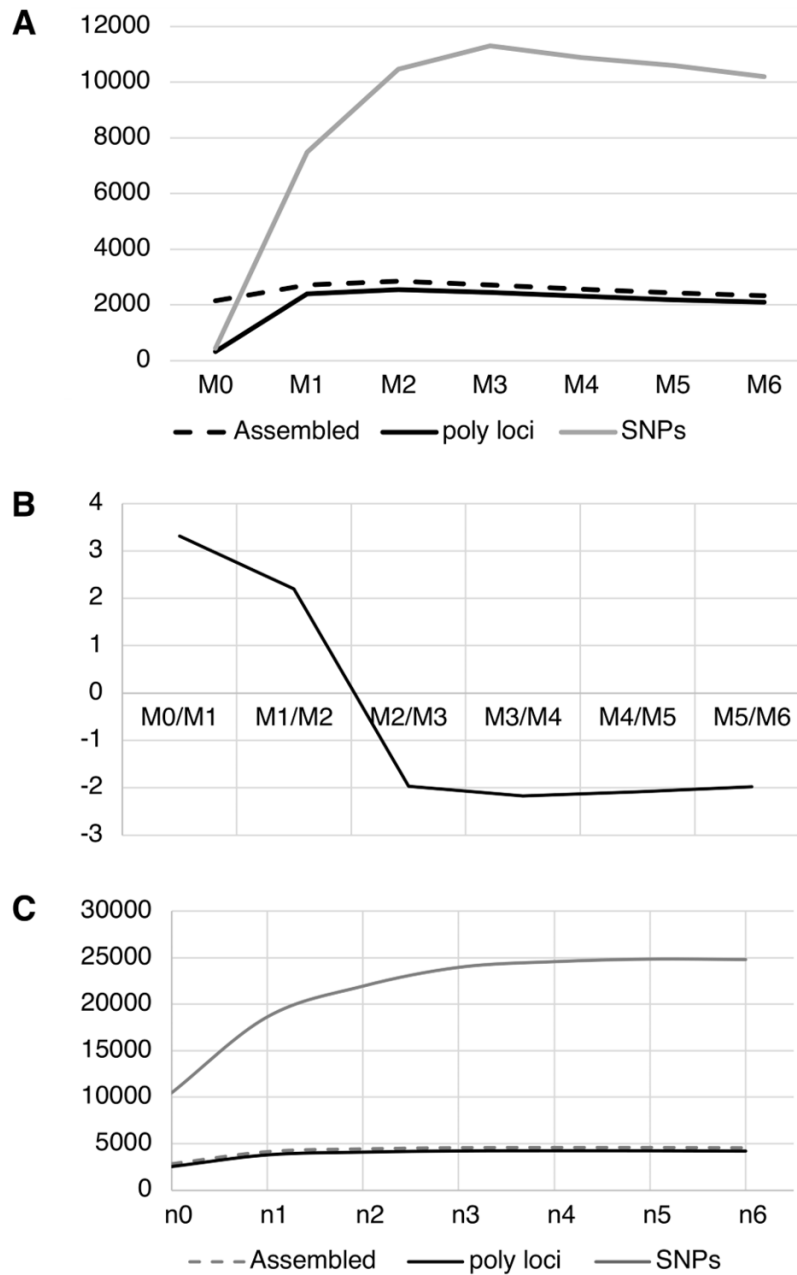 A
12000
10000
8000
6000
4000
2000
0
M0 M1 M2 M3 M4 M5 M6
Assembled poly loci SNPs
B
4
3
2
1
0
M0/M1 M1/M2 M2/M3 M3/M4 M4/M5 M5/M6
-1
-2
-3
C
30000
25000
20000
15000
10000
5000
0
n0 n1 n2 n3 n4 n5 n6
Assembled poly loci SNPs